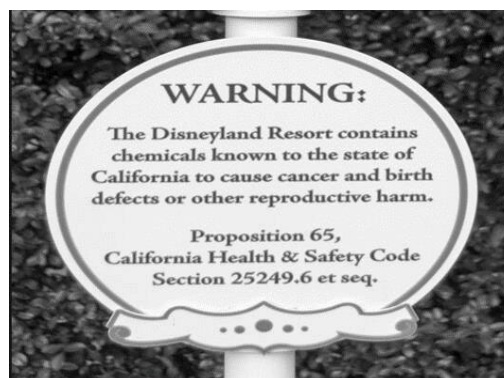 WARNING:
The Disneyland Resort contains
chemicals known to the state of
California to cause cancer and birth
defects or other reproductive harm.
Proposition 65,
California Health & Safety Code
Section 25249.6 et seq.